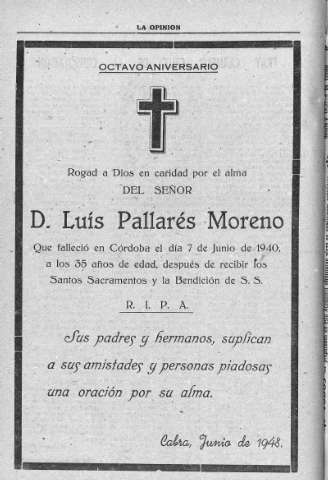 LA OPINION
OCTAVO ANIVERSARIO
Rogad a Dios en caridad por el alma
DEL SEÑOR
D. Luís Pallarés Moreno
Que falleció en Córdoba el día 7 de Junio de 1940,
a los 35 años de edad, después de recibir los
Santos Sacramentos y la Bendición de S. S.
R. I. P. A.
Sus padres y hermanos, suplican
a sus amistades y personas piadosas
una oración por su alma.
Cabra, Junio de 1948.